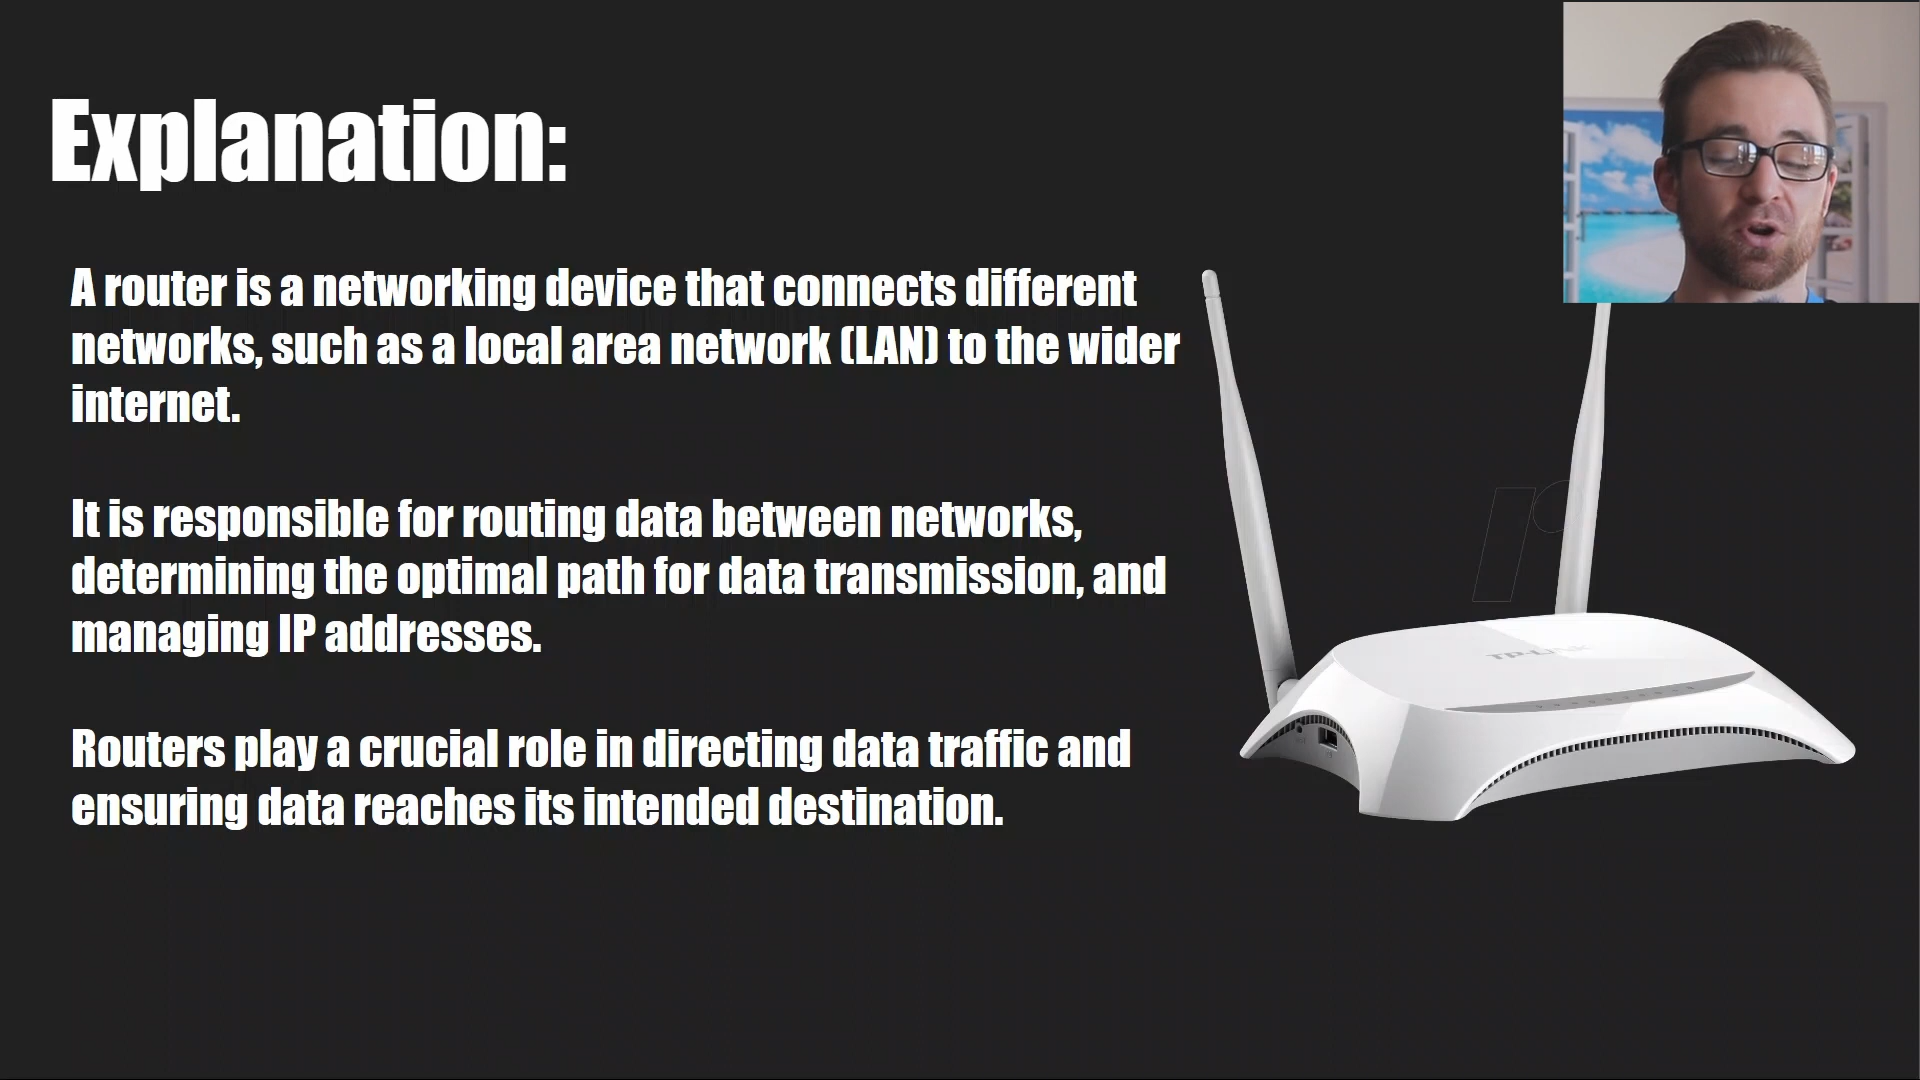 Explanation:
A router is a networking device that connects different
networks, such as a local area network (LAN) to the wider
internet.
It is responsible for routing data between networks,
determining the optimal path for data transmission, and
managing IP addresses.
Routers play a crucial role in directing data traffic and
ensuring data reaches its intended destination.
TP-LINK